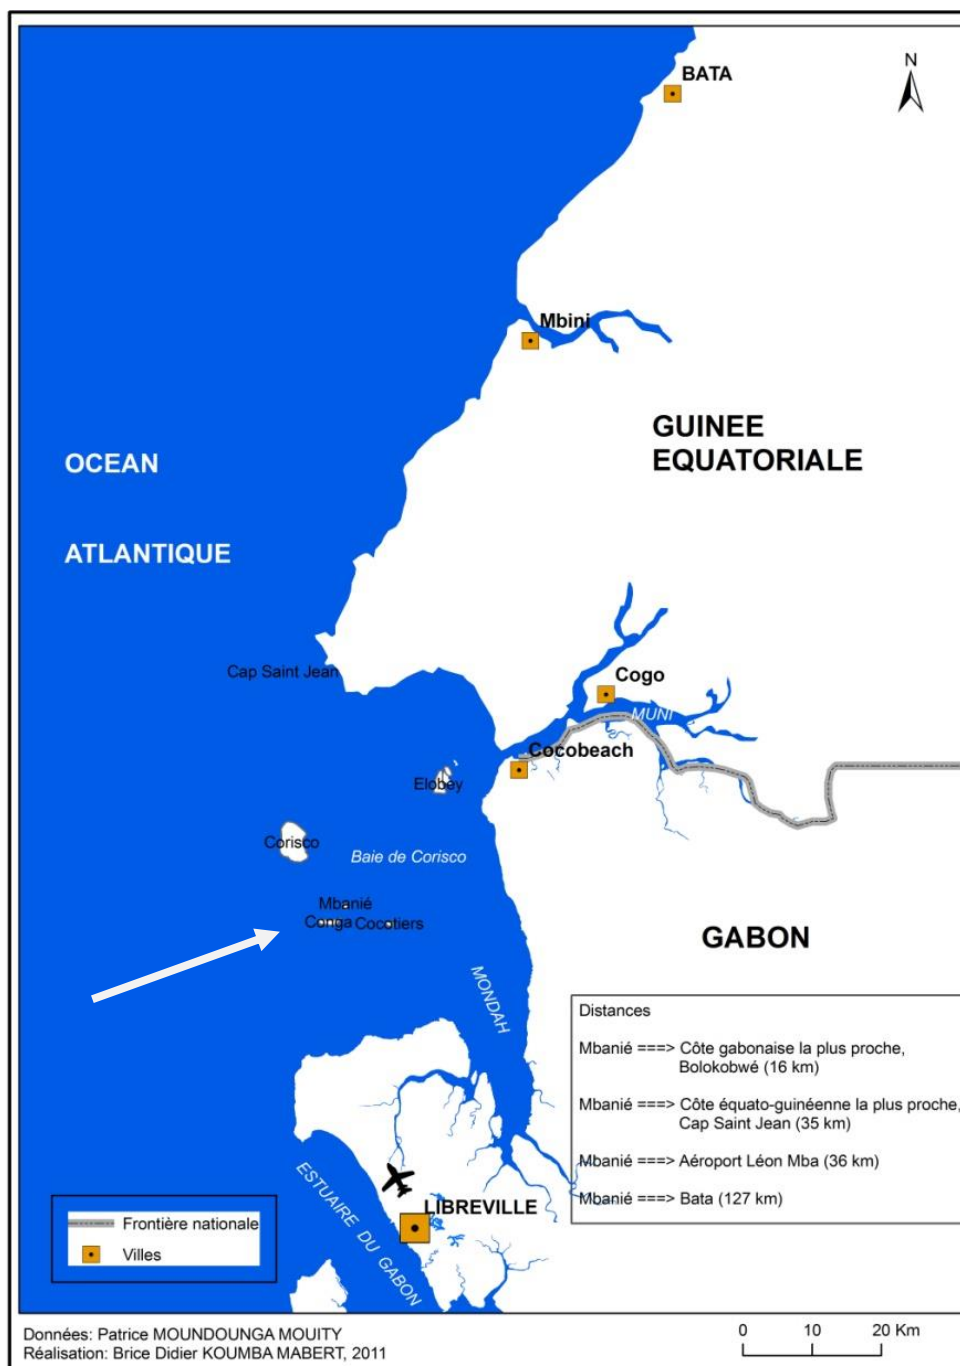 N
BATA
Mbini
GUINEE
EQUATORIALE
OCEAN
ATLANTIQUE
Cap Saint Jean
Cogo
MUNI
Cocobeach
Elobey
Corisco
Baie de Corisco
Mbanié
Conga Cocotiers
GABON
MONDAH
Distances
Mbanié ===> Côte gabonaise la plus proche,
Bolokobwé (16 km)
Mbanié ===> Côte équato-guinéenne la plus proche,
Cap Saint Jean (35 km)
Mbanié ===> Aéroport Léon Mba (36 km)
Mbanié ===> Bata (127 km)
ESTUAIRE DU GABON
LIBREVILLE
Frontière nationale
Villes
Données: Patrice MOUNDOUNGA MOUITY
Réalisation: Brice Didier KOUMBA MABERT, 2011
0 10 20 Km